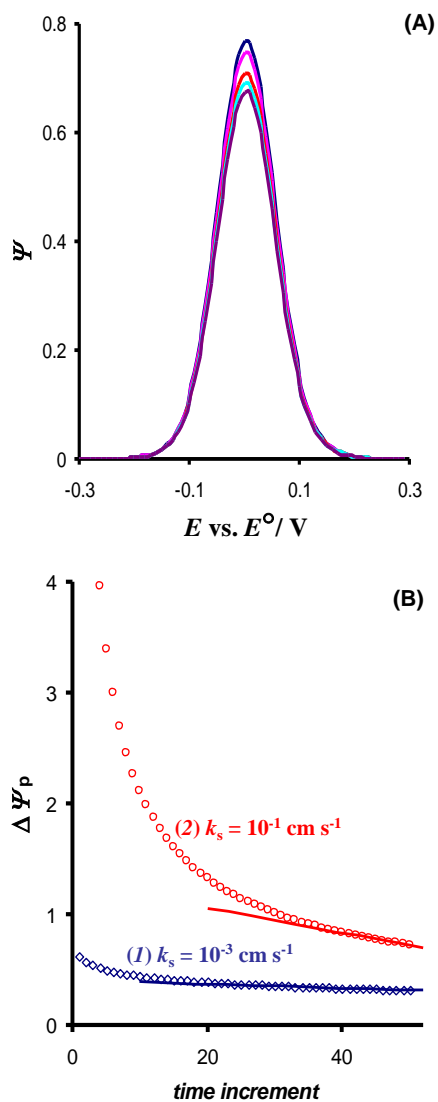 (A)
0.8
0.6
Ψ
0.4
0.2
0
-0.3 -0.1 0.1 0.3
E vs. E°/ V
(B)
4
3
Δ Ψp
2
(2) ks = 10-1 cm s-1
1
(1) ks = 10-3 cm s-1
0
0 20 40
time increment